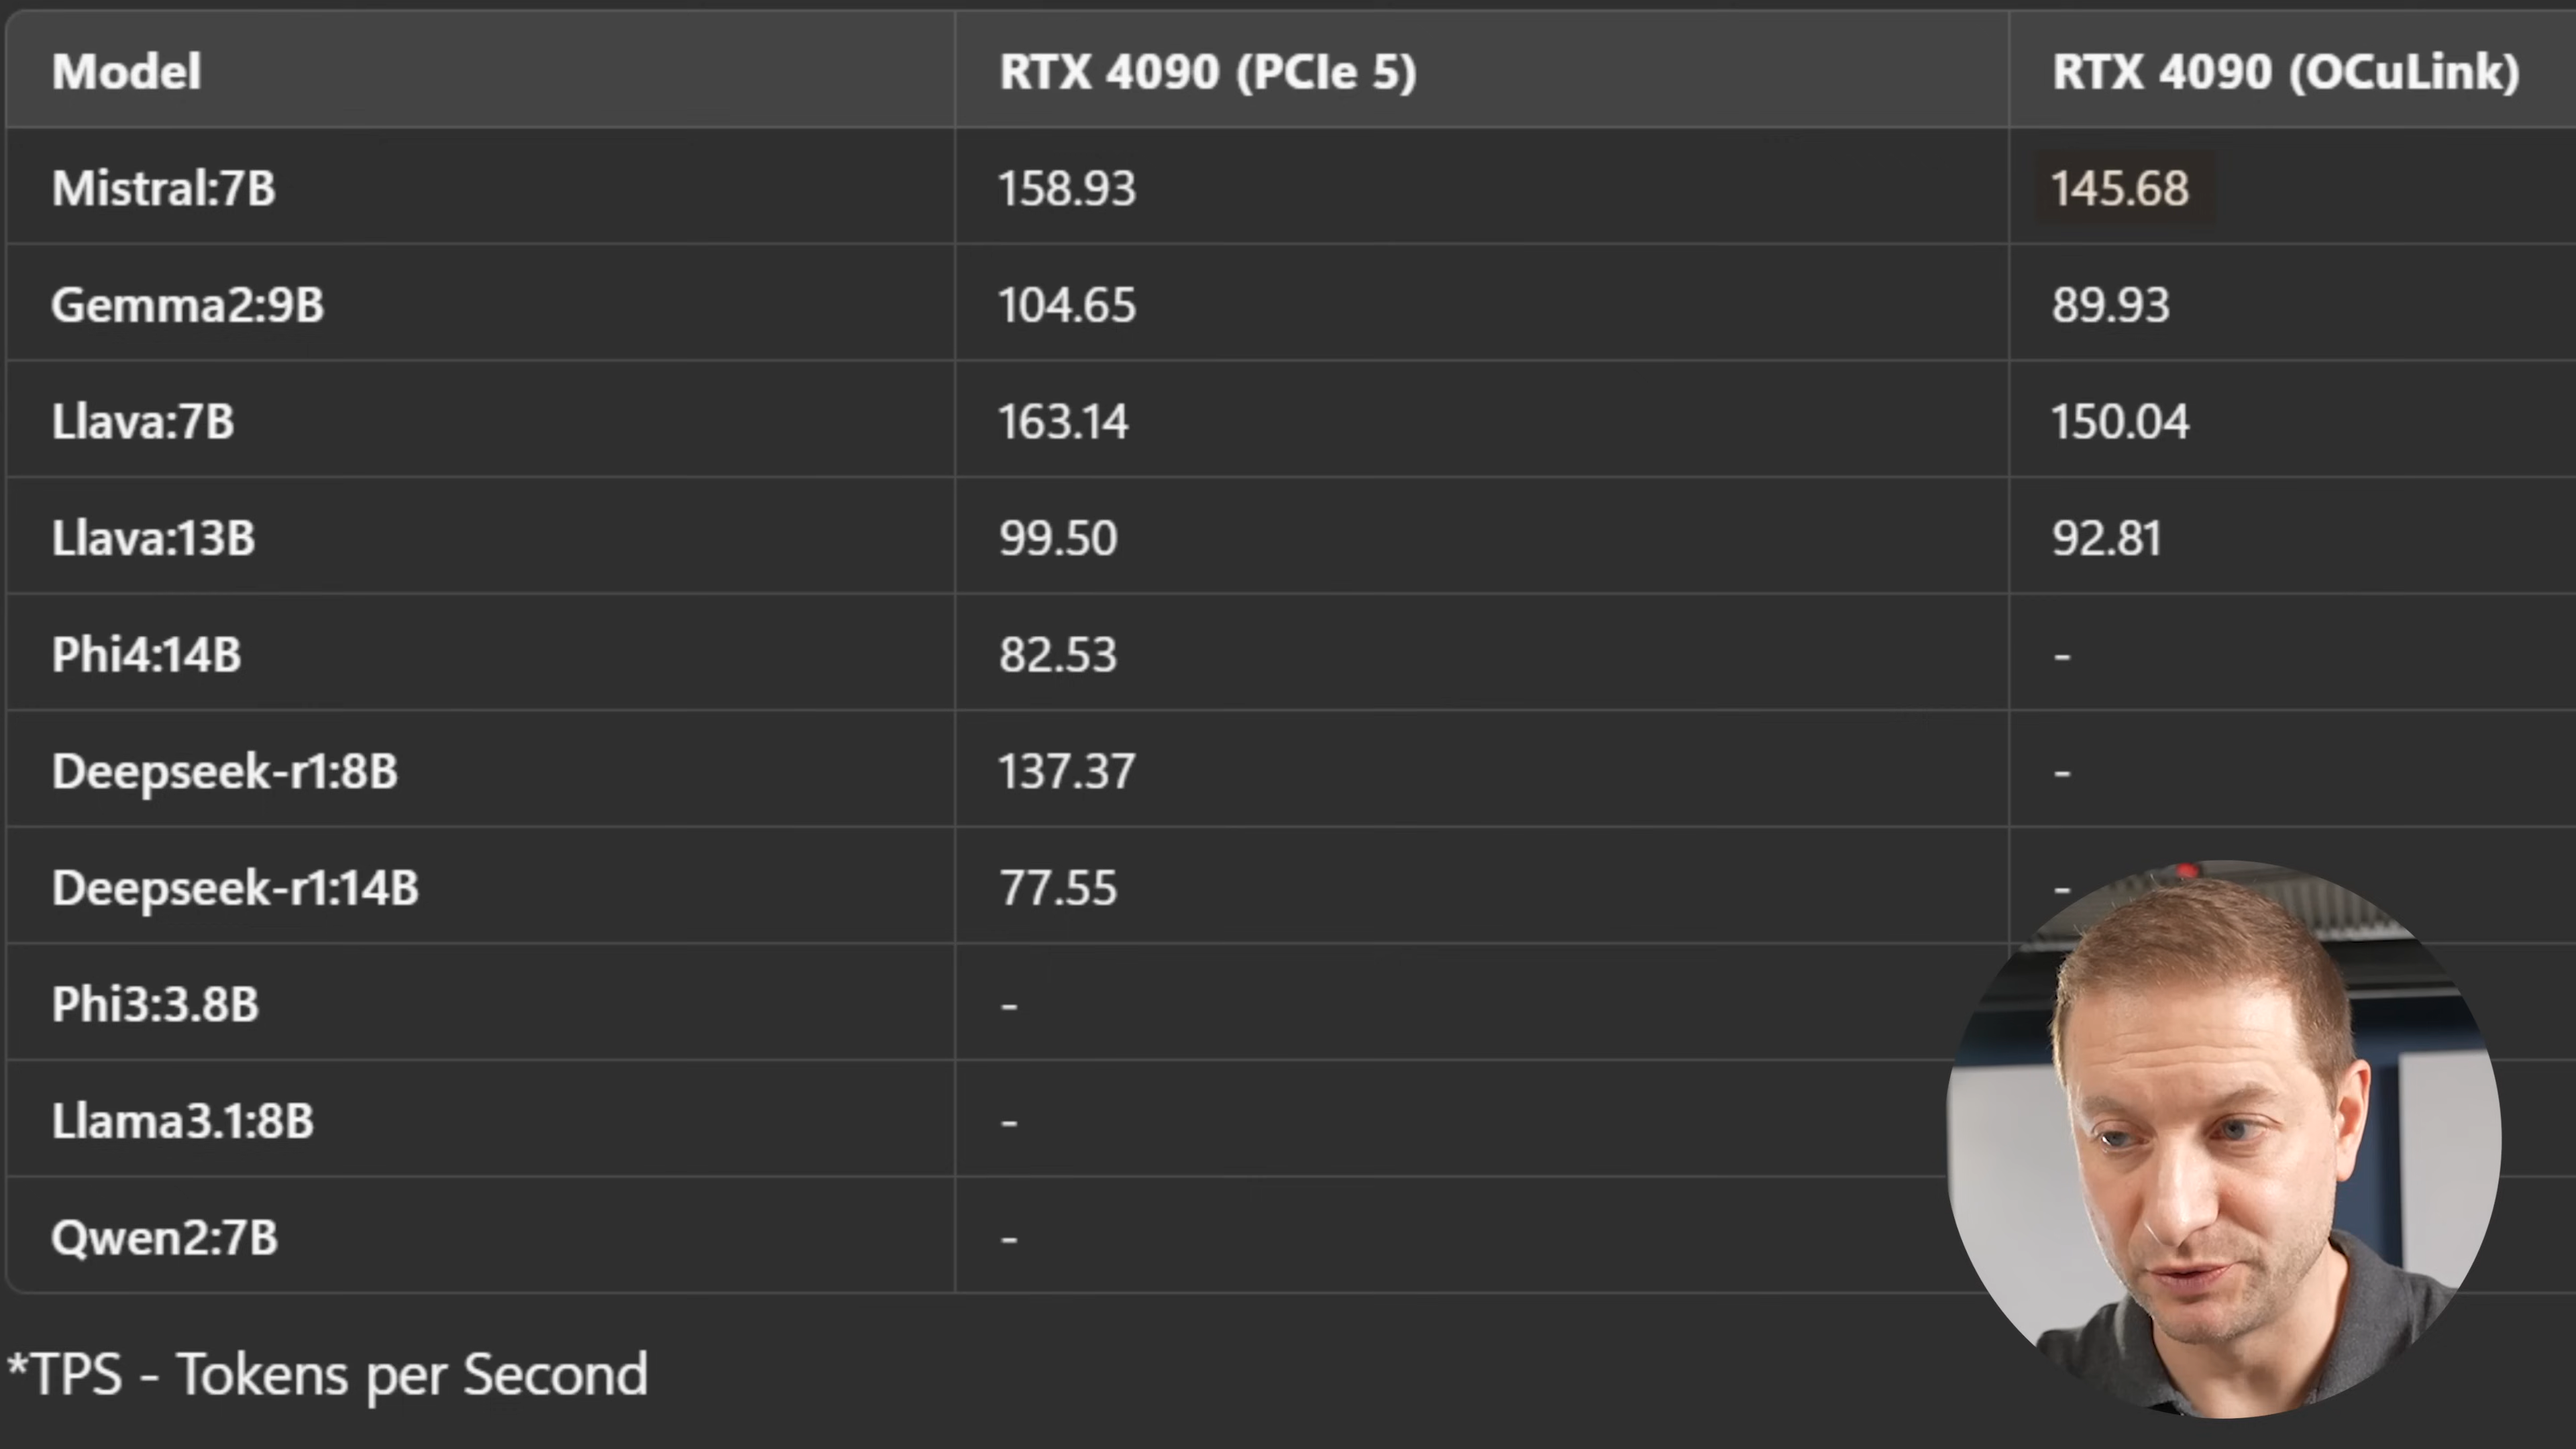 Model RTX 4090 (PCIe 5) RTX 4090 (OCuLink)
Mistral:7B 158.93 145.68
Gemma2:9B 104.65 89.93
Llava:7B 163.14 150.04
Llava:13B 99.50 92.81
Phi4:14B 82.53 -
Deepseek-r1:8B 137.37 -
Deepseek-r1:14B 77.55 -
Phi3:3.8B -
Llama3.1:8B -
Qwen2:7B -
*TPS - Tokens per Second